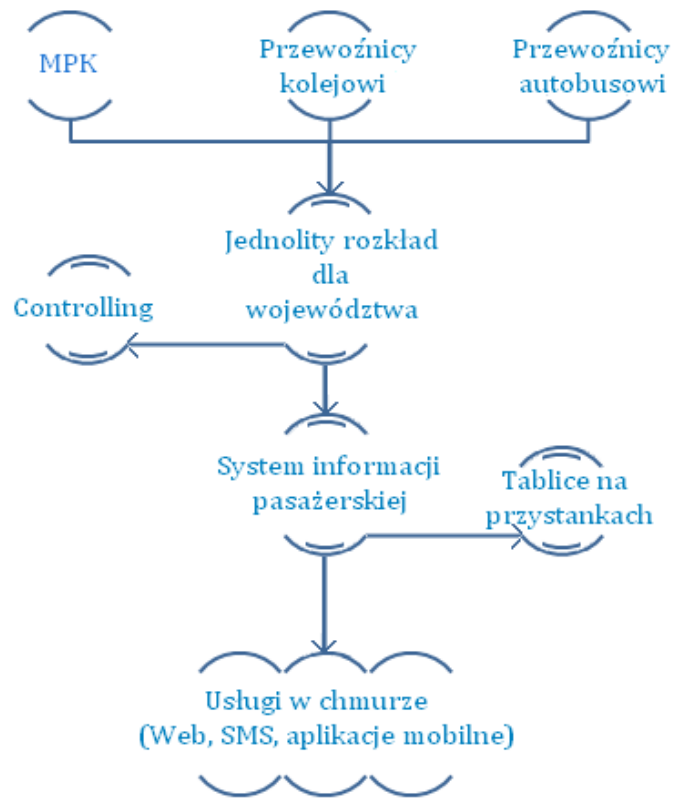 MPK
Przewoźnicy
kolejowi
Przewoźnicy
autobusowi
Jednolity rozkład
dla
województwa
Controlling
System informacji
pasażerskiej
Tablice na
przystankach
Usługi w chmurze
(Web, SMS, aplikacje mobilne)